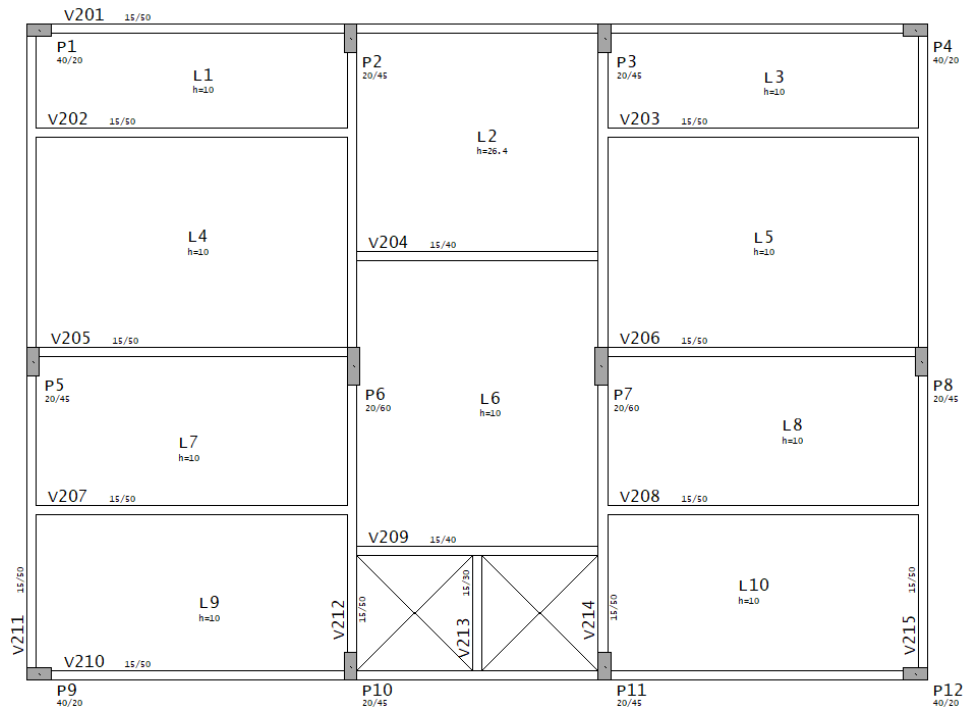 V201 15/50
P1
40/20
P2
20/45
P3
20/45
P4
40/20
L1
h=10
L3
h=10
V202 15/50
V203 15/50
L2
h=26.4
L4
h=10
V204 15/40
L5
h=10
V205 15/50
V206 15/50
P5
20/45
P6
20/60
P7
20/60
P8
20/45
L6
h=10
L7
h=10
L8
h=10
V207 15/50
V208 15/50
V209 15/40
L9
h=10
L10
h=10
V211 15/50
V212 15/50
V213 15/30
V214 15/50
V215 15/50
V210 15/50
P9
40/20
P10
20/45
P11
20/45
P12
40/20